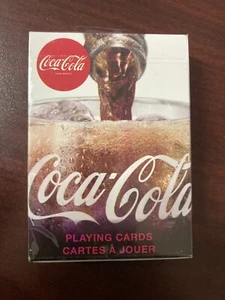 Coca-Cola
Coca-Cola
PLAYING CARDS
CARTES À JOUER